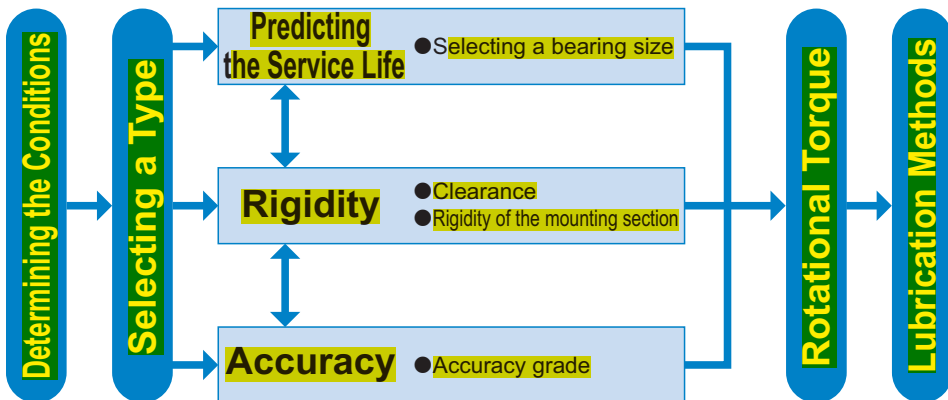 Determining the Conditions
Selecting a Type
Predicting
the Service Life
●Selecting a bearing size
Rigidity
●Clearance
●Rigidity of the mounting section
Accuracy
●Accuracy grade
Rotational Torque
Lubrication Methods